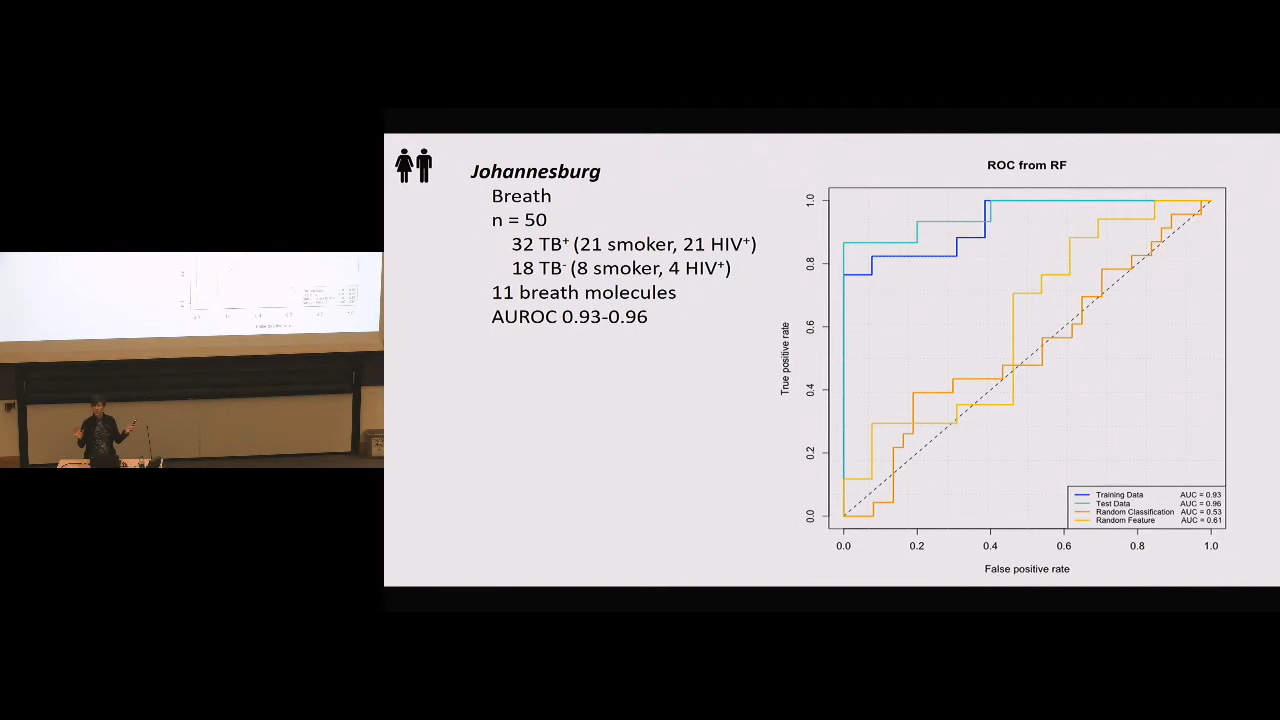 Johannesburg
Breath
n = 50
32 TB⁺ (21 smoker, 21 HIV⁺)
18 TB⁻ (8 smoker, 4 HIV⁺)
11 breath molecules
AUROC 0.93-0.96
ROC from RF
True positive rate
1.0
0.8
0.6
0.4
0.2
0.0
Training Data AUC = 0.93
Test Data AUC = 0.96
Random Classification AUC = 0.53
Random Feature AUC = 0.61
0.0 0.2 0.4 0.6 0.8 1.0
False positive rate